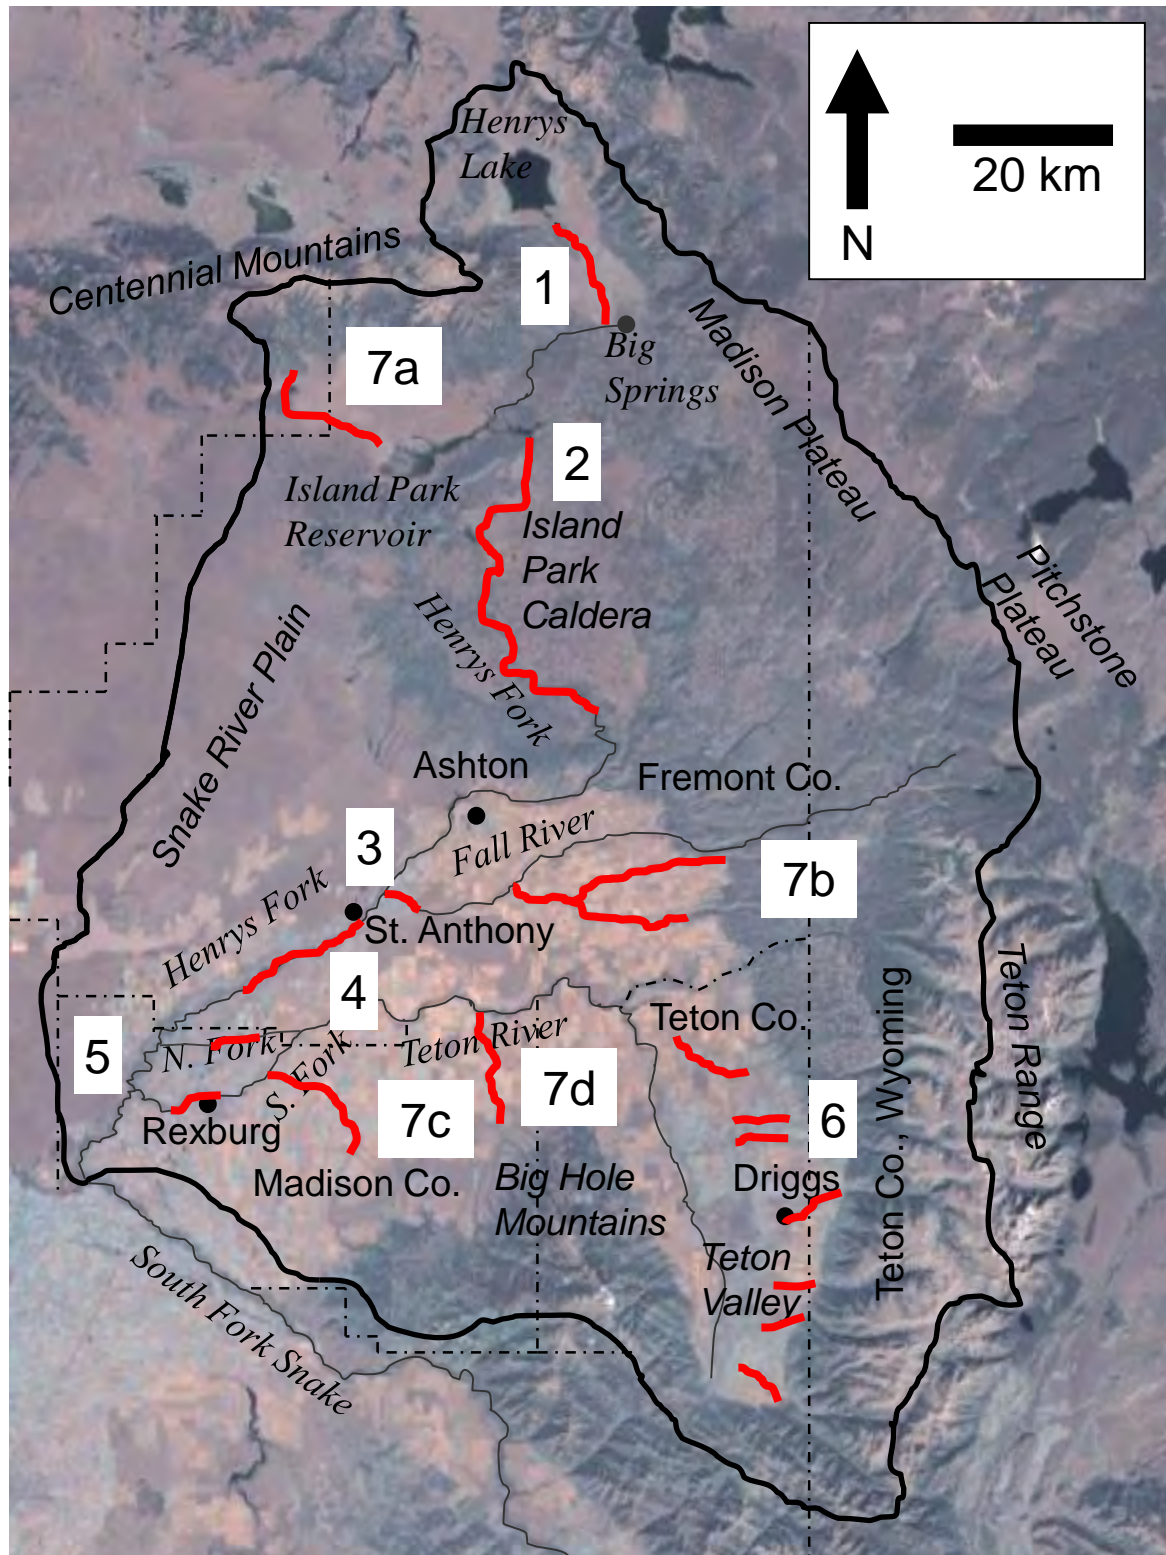 Henrys
Lake
20 km
N
Centennial Mountains
1
Big
Springs
Madison Plateau
7a
2
Island Park
Reservoir
Island
Park
Caldera
Pitchstone
Plateau
Henrys Fork
Snake River Plain
Ashton
Fremont Co.
3
Fall River
7b
Henrys Fork
St. Anthony
4
Teton Range
Teton Co., Wyoming
Teton Co.
5
N. Fork
S. Fork
Teton River
7d
7c
6
Rexburg
Madison Co.
Big Hole
Mountains
Driggs
Teton
Valley
South Fork Snake